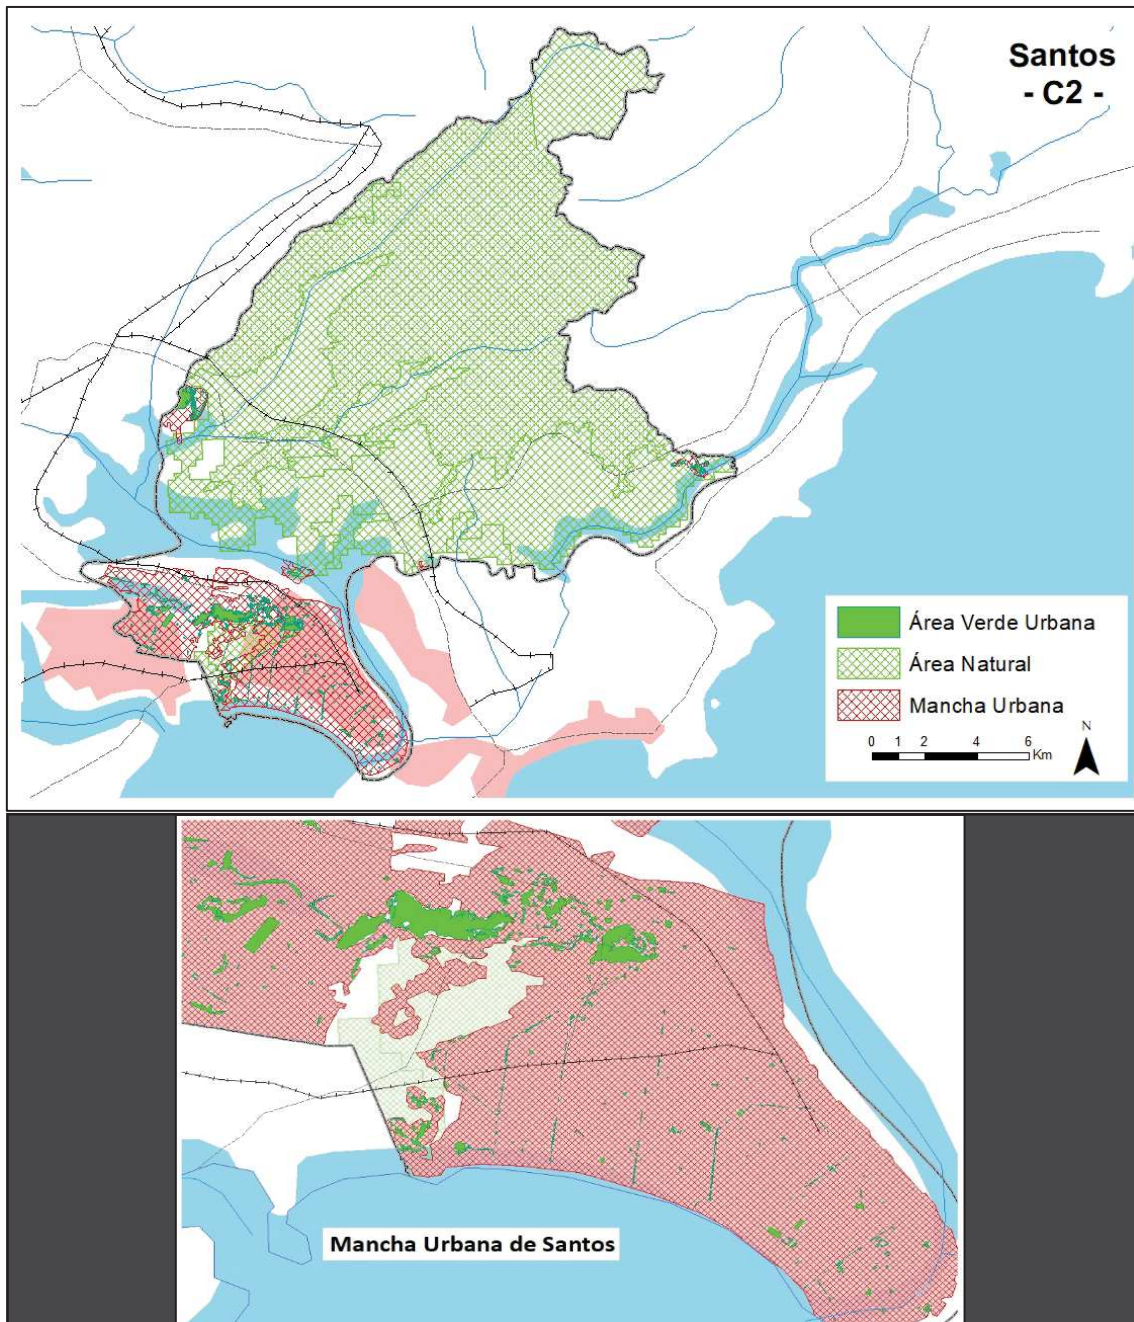 Santos
- C2 -
Área Verde Urbana
Área Natural
Mancha Urbana
N
0 1 2 4 6
Km
Mancha Urbana de Santos